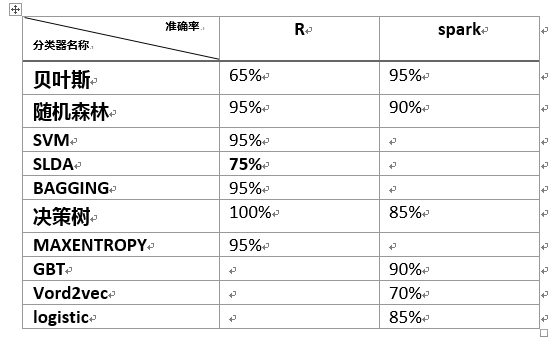 准确率 R spark
分类器名称
贝叶斯 65% 95%
随机森林 95% 90%
SVM 95%
SLDA 75%
BAGGING 95%
决策树 100% 85%
MAXENTROPY 95%
GBT 90%
Vord2vec 70%
logistic 85%